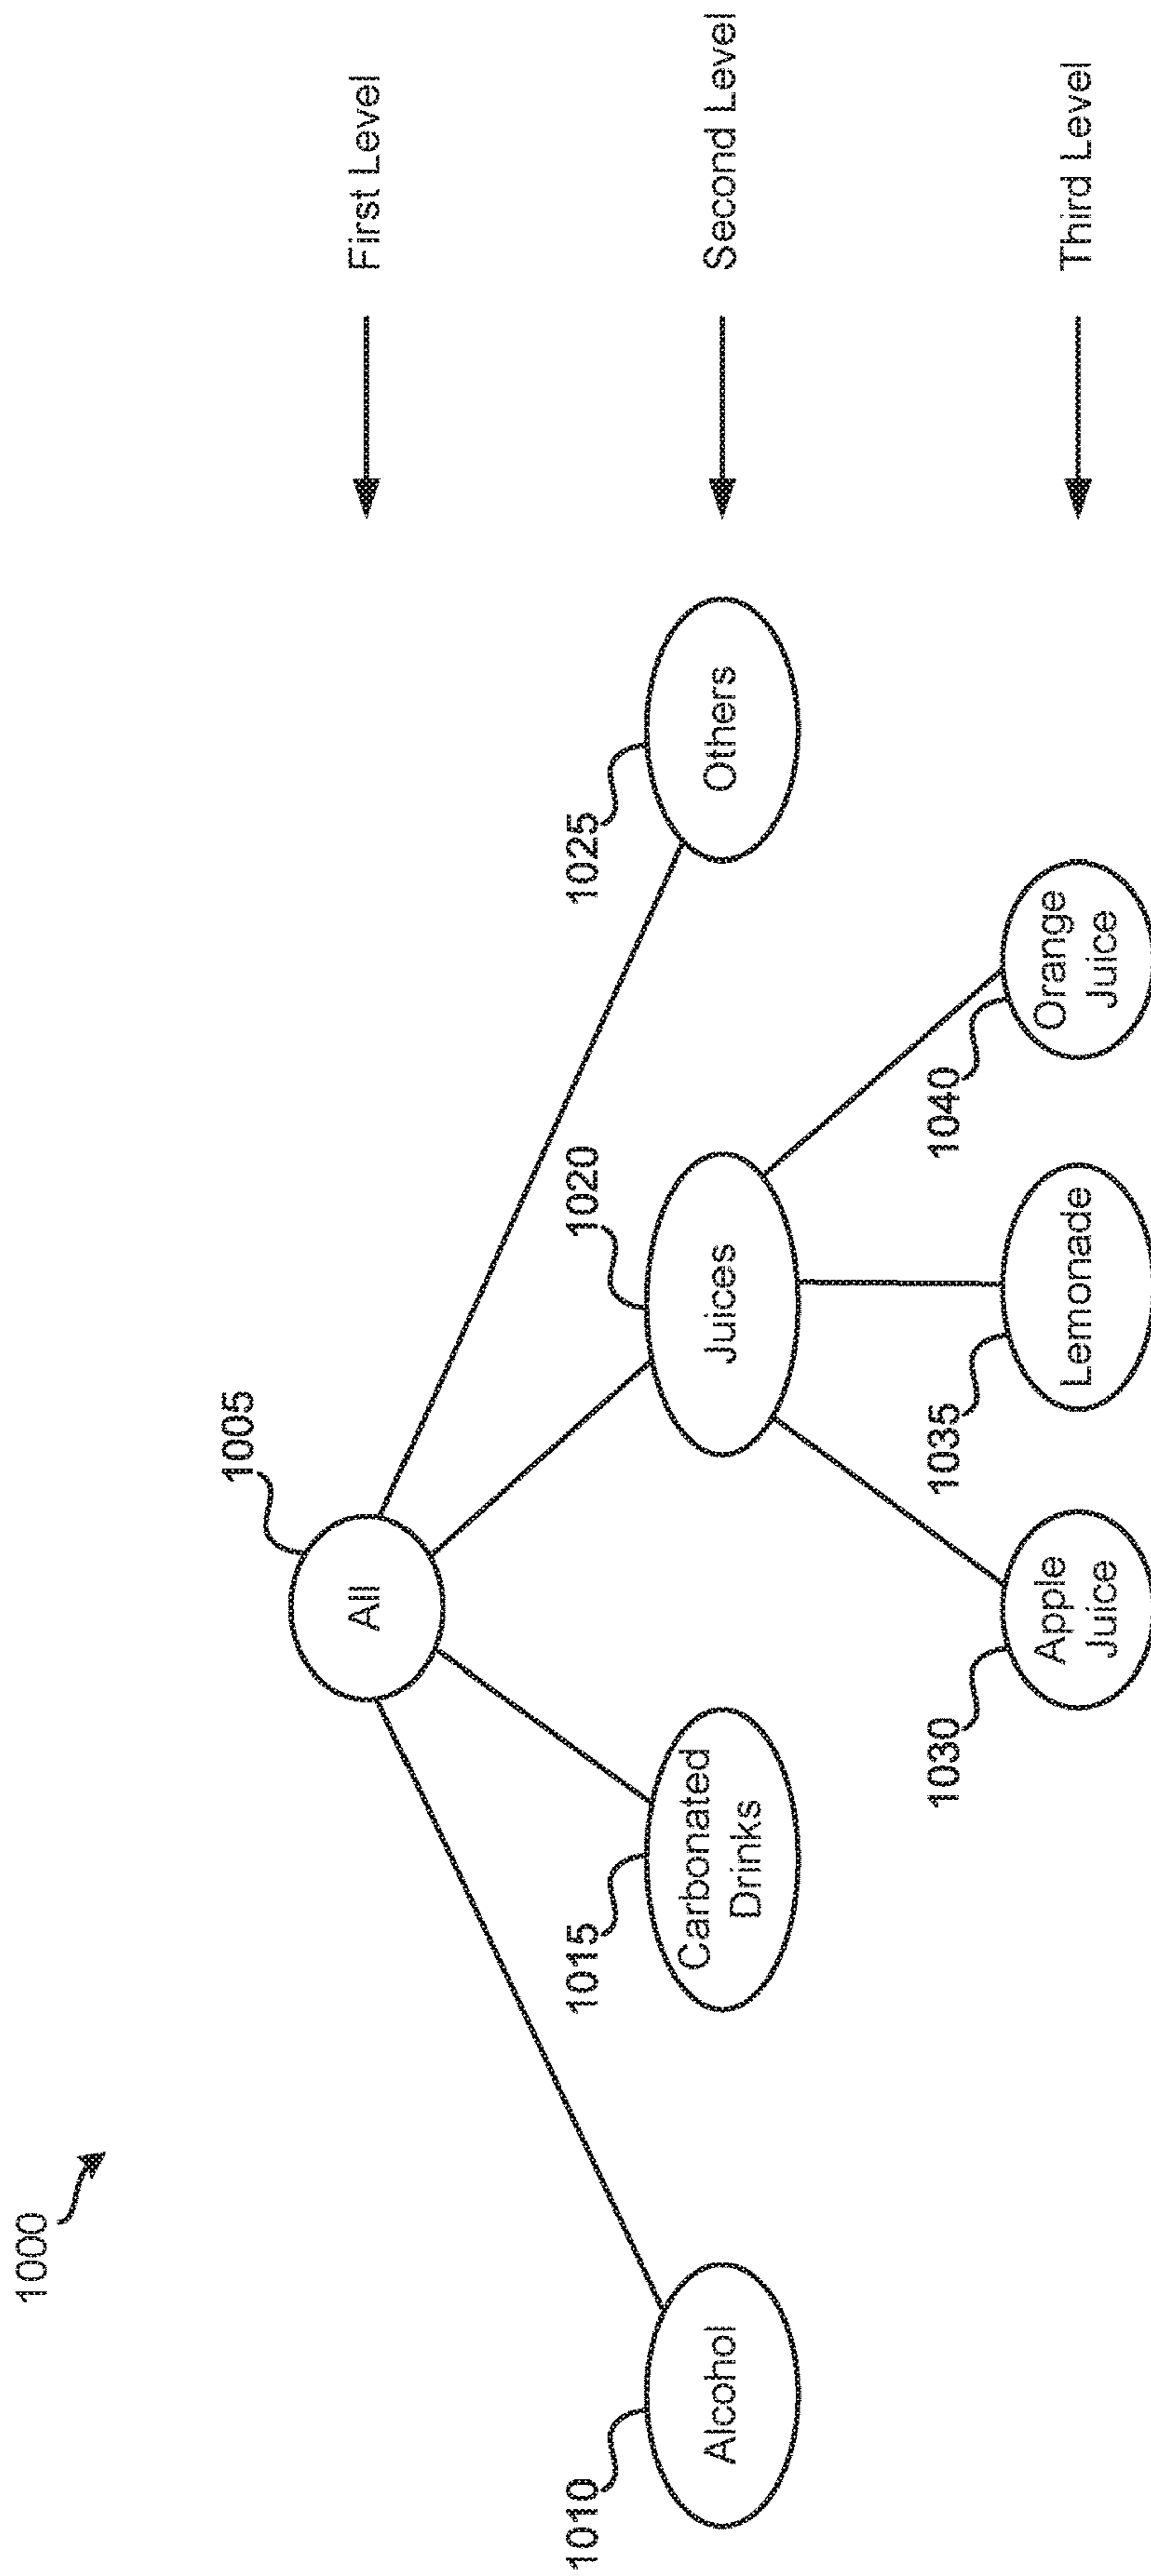 1000
1005
All
First Level
1010
1015
1020
1025
Alcohol
Carbonated
Drinks
Juices
Others
Second Level
1030
1035
1040
Apple
Juice
Lemonade
Orange
Juice
Third Level